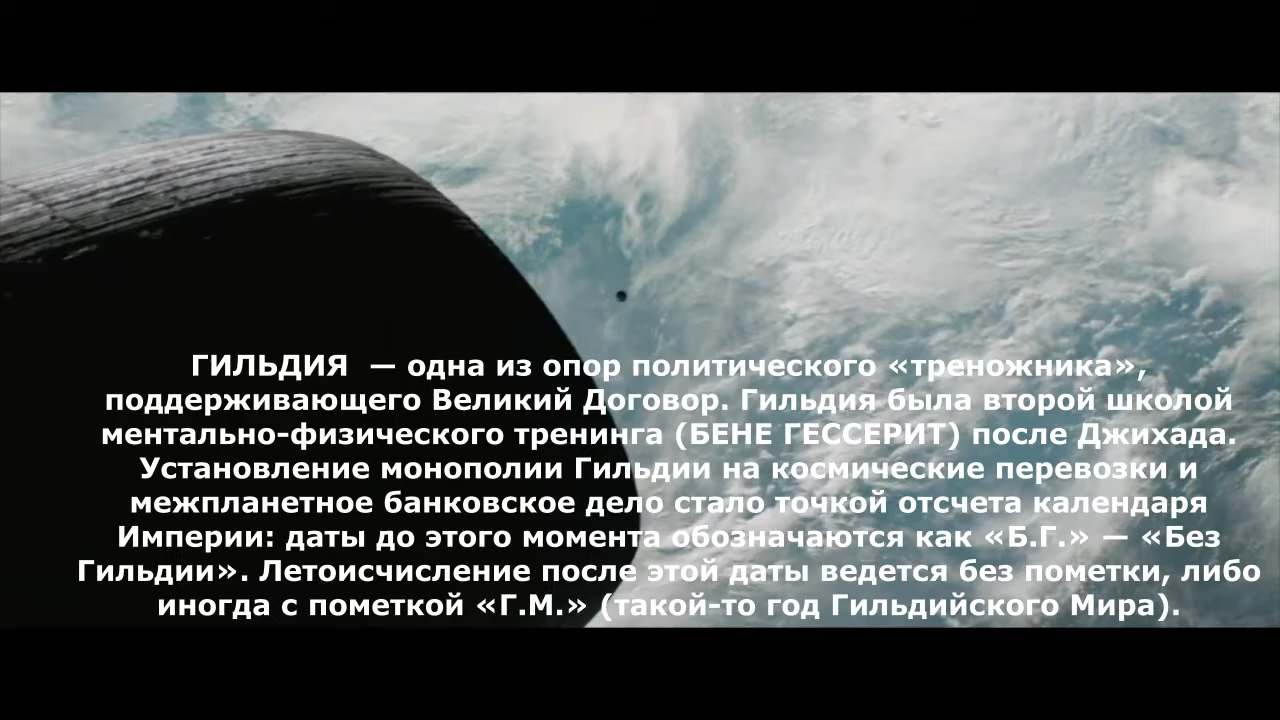 ГИЛЬДИЯ — одна из опор политического «треножника»,
поддерживающего Великий Договор. Гильдия была второй школой
ментально-физического тренинга (БЕНЕ ГЕССЕРИТ) после Джихада.
Установление монополии Гильдии на космические перевозки и
межпланетное банковское дело стало точкой отсчета календаря
Империи: даты до этого момента обозначаются как «Б.Г.» — «Без
Гильдии». Летоисчисление после этой даты ведется без пометки, либо
иногда с пометкой «Г.М.» (такой-то год Гильдийского Мира).